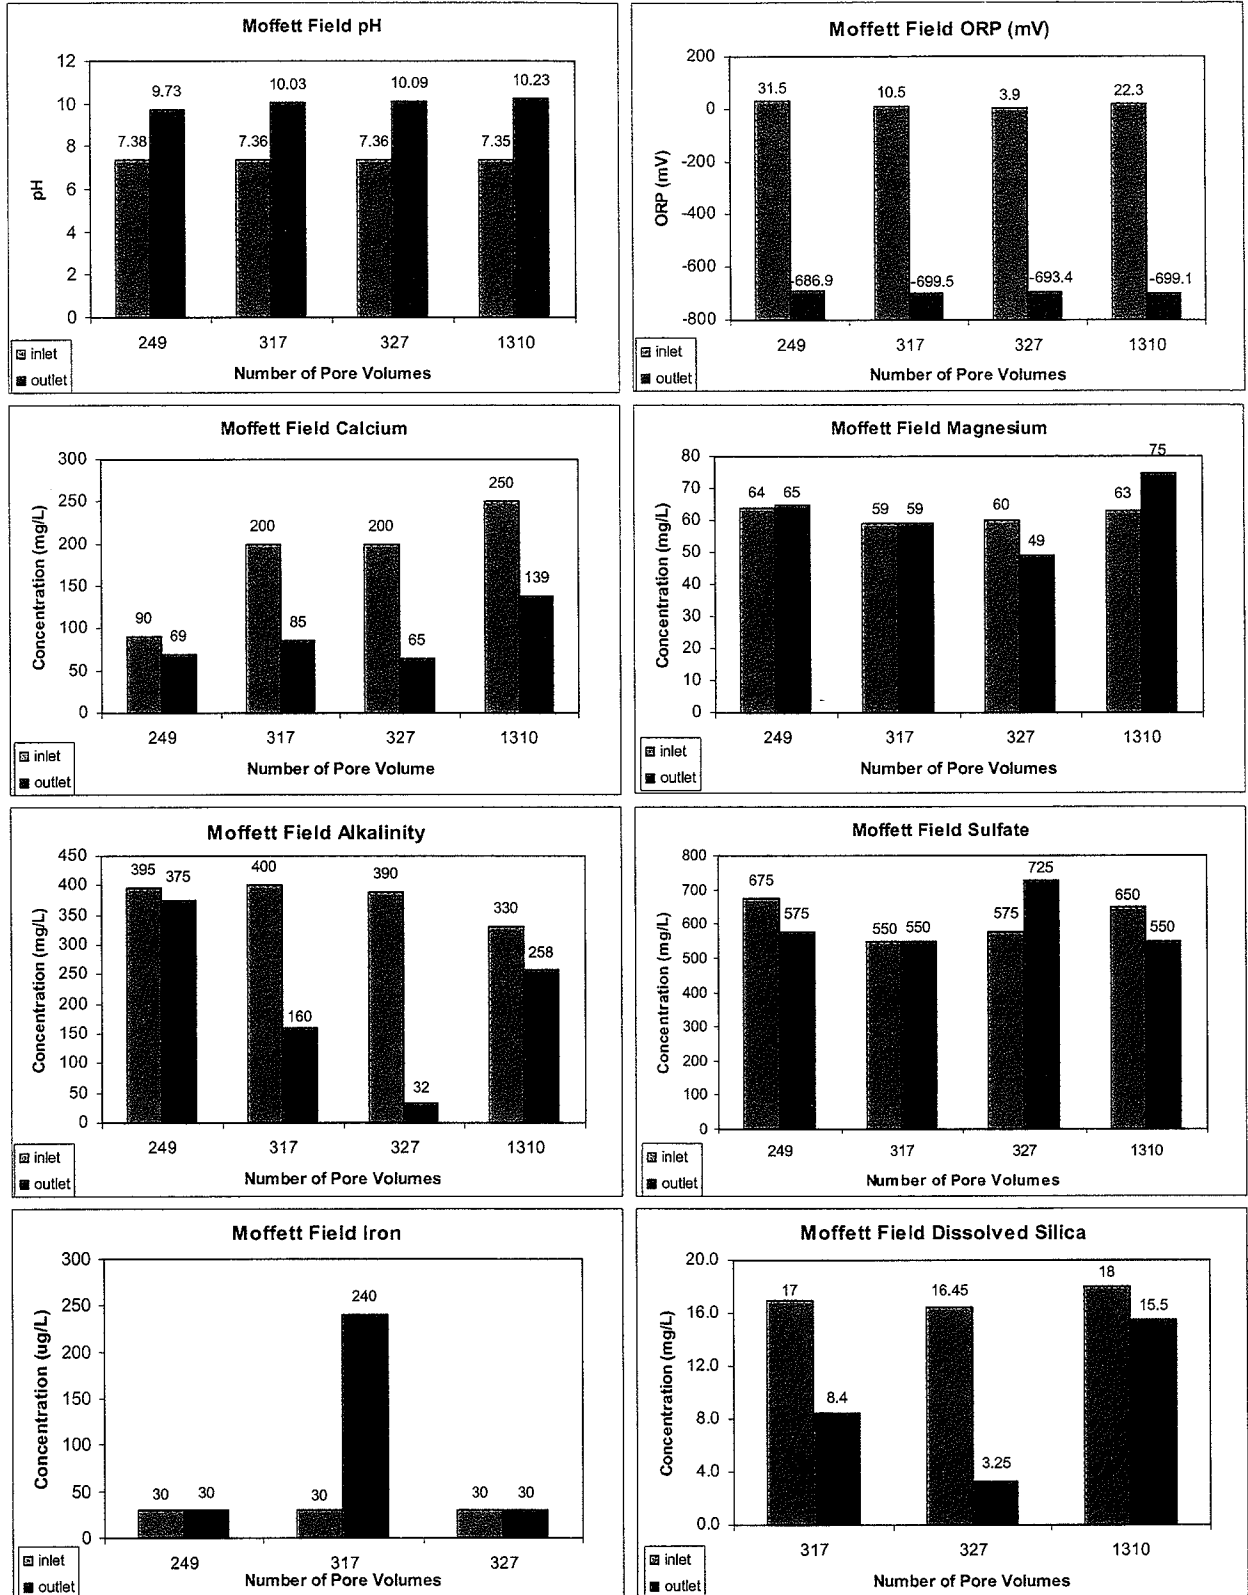 Moffett Field pH
12
10
8
6
4
2
0
pH
9.73 10.03 10.09 10.23
7.38 7.36 7.36 7.35
249 317 327 1310
Number of Pore Volumes
inlet
outlet
Moffett Field ORP (mV)
200
0
-200
-400
-600
-800
ORP (mV)
31.5 10.5 3.9 22.3
-686.9 -699.5 -693.4 -699.1
249 317 327 1310
Number of Pore Volumes
inlet
outlet
Moffett Field Calcium
300
250
200
150
100
50
0
Concentration (mg/L)
90 69 200 85 200 65 250 139
249 317 327 1310
Number of Pore Volume
inlet
outlet
Moffett Field Magnesium
80
70
60
50
40
30
20
10
0
Concentration (mg/L)
64 65 59 59 60 49 63 75
249 317 327 1310
Number of Pore Volumes
inlet
outlet
Moffett Field Alkalinity
450
400
350
300
250
200
150
100
50
0
Concentration (mg/L)
395 375 400 160 390 32 330 258
249 317 327 1310
Number of Pore Volumes
inlet
outlet
Moffett Field Sulfate
800
700
600
500
400
300
200
100
0
Concentration (mg/L)
675 575 550 550 575 725 650 550
249 317 327 1310
Number of Pore Volumes
inlet
outlet
Moffett Field Iron
300
250
200
150
100
50
0
Concentration (ug/L)
30 30 30 240 30 30
249 317 327
Number of Pore Volumes
inlet
outlet
Moffett Field Dissolved Silica
20.0
16.0
12.0
8.0
4.0
0.0
Concentration (mg/L)
17 8.4 16.45 3.25 18 15.5
317 327 1310
Number of Pore Volumes
inlet
outlet